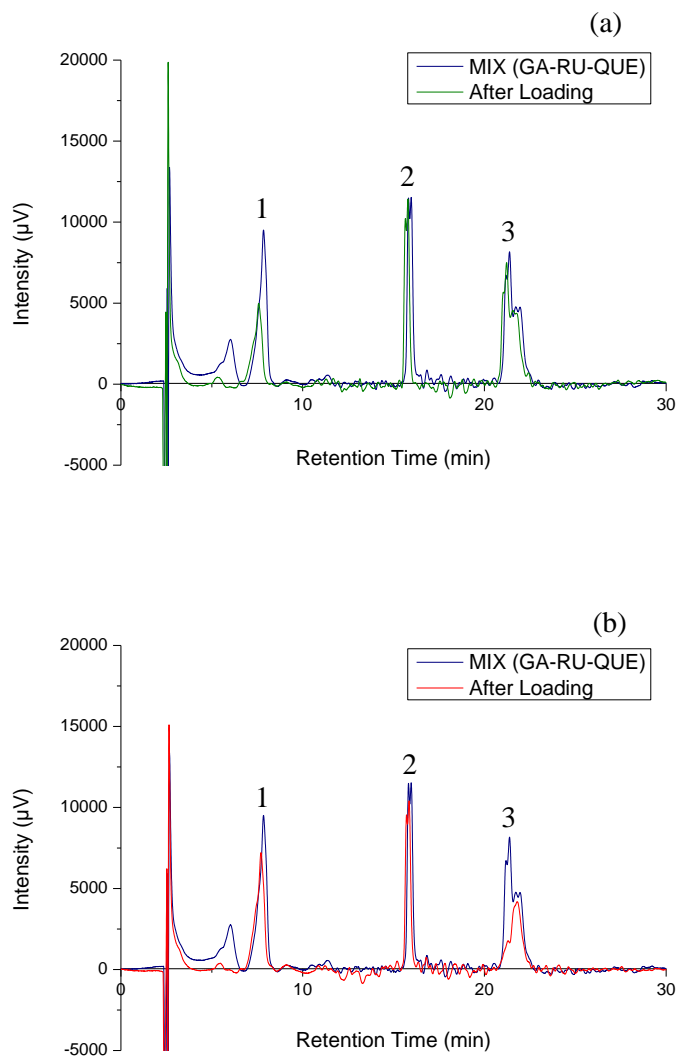 (a)
20000
MIX (GA-RU-QUE)
After Loading
15000
2
10000
1
3
Intensity (µV)
5000
0
0
10
20
30
-5000
Retention Time (min)
(b)
20000
MIX (GA-RU-QUE)
After Loading
15000
2
10000
1
3
Intensity (µV)
5000
0
0
10
20
30
-5000
Retention Time (min)